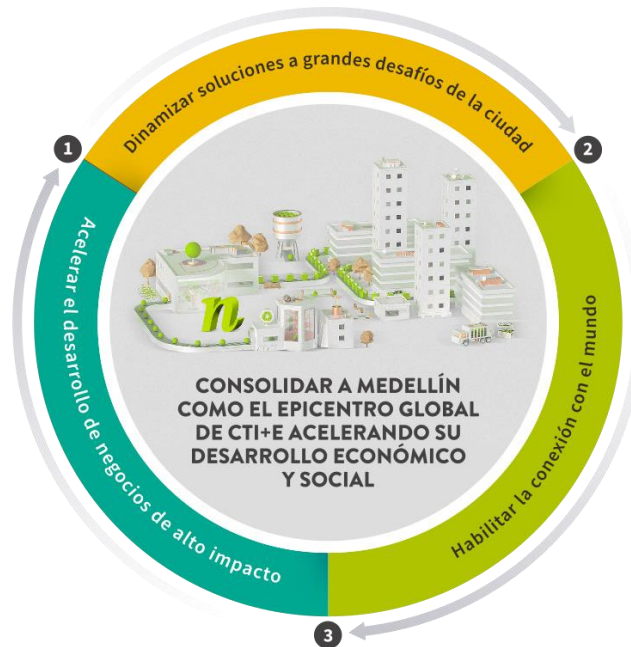 Dinamizar soluciones a grandes desafíos de la ciudad
1
2
Habilitar la conexión con el mundo
3
Acelerar el desarrollo de negocios de alto impacto
n
CONSOLIDAR A MEDELLÍN
COMO EL EPICENTRO GLOBAL
DE CTI+E ACELERANDO SU
DESARROLLO ECONÓMICO
Y SOCIAL